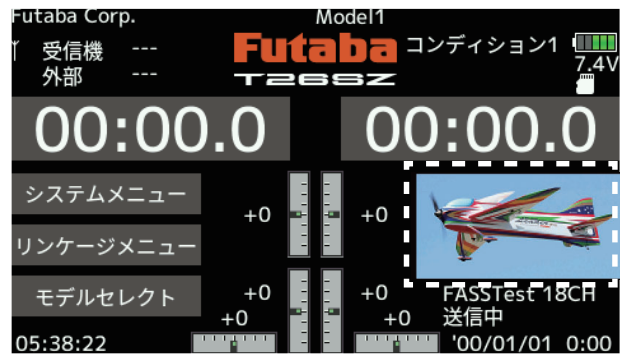 Futaba Corp.
Model1
受信機 ---
外部 ---
Futaba
T26SZ
コンディション1
7.4V
00:00.0
00:00.0
システムメニュー
リンケージメニュー
モデルセレクト
+0
+0
+0
+0
+0
+0
FASSTest 18CH
送信中
05:38:22
'00/01/01 0:00